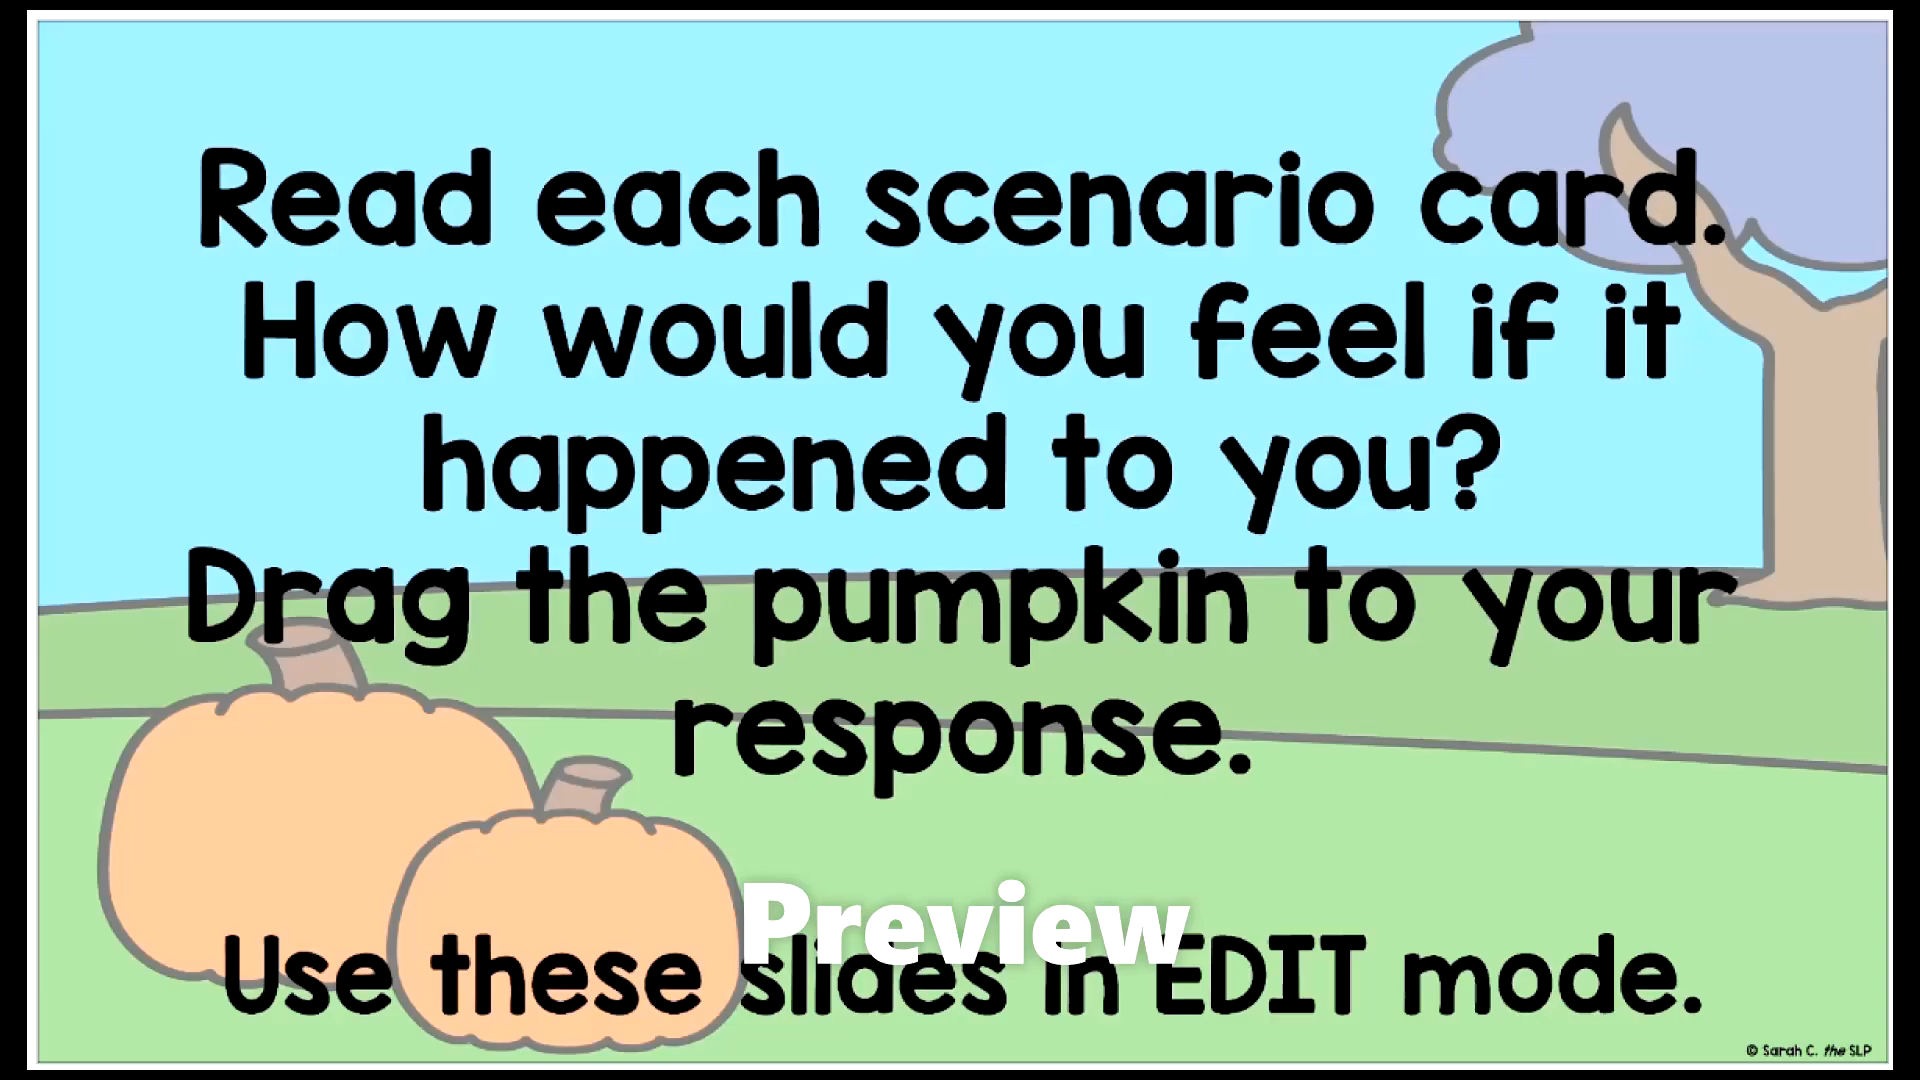 Read each scenario card.
How would you feel if it
happened to you?
Drag the pumpkin to your
response.
Preview
Use these slides in EDIT mode.
© Sarah C. the SLP